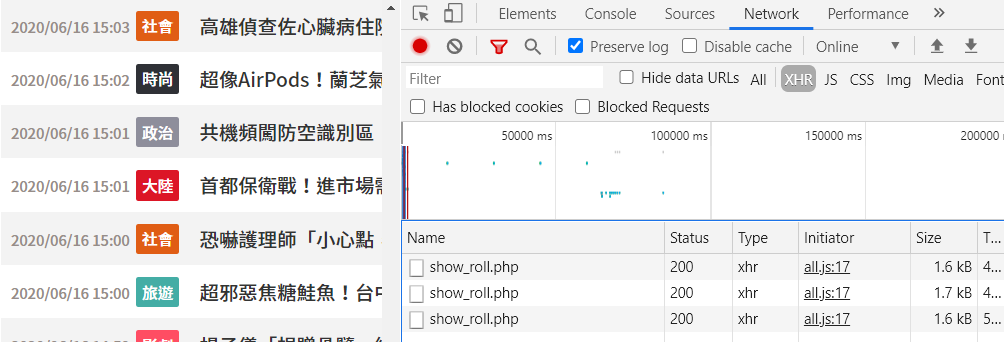 2020/06/16 15:03 社會 高雄偵查佐心臟病住院
2020/06/16 15:02 時尚 超像AirPods！蘭芝氣
2020/06/16 15:01 政治 共機頻闖防空識別區
2020/06/16 15:01 大陸 首都保衛戰！進市場需
2020/06/16 15:00 社會 恐嚇護理師「小心點
2020/06/16 15:00 旅遊 超邪惡焦糖鮭魚！台中
Elements Console Sources Network Performance »
Preserve log Disable cache Online
Filter Hide data URLs All XHR JS CSS Img Media Font
Has blocked cookies Blocked Requests
50000 ms 100000 ms 150000 ms 20000
Name Status Type Initiator Size T...
show_roll.php 200 xhr all.js:17 1.6 kB 4...
show_roll.php 200 xhr all.js:17 1.7 kB 4...
show_roll.php 200 xhr all.js:17 1.6 kB 5...